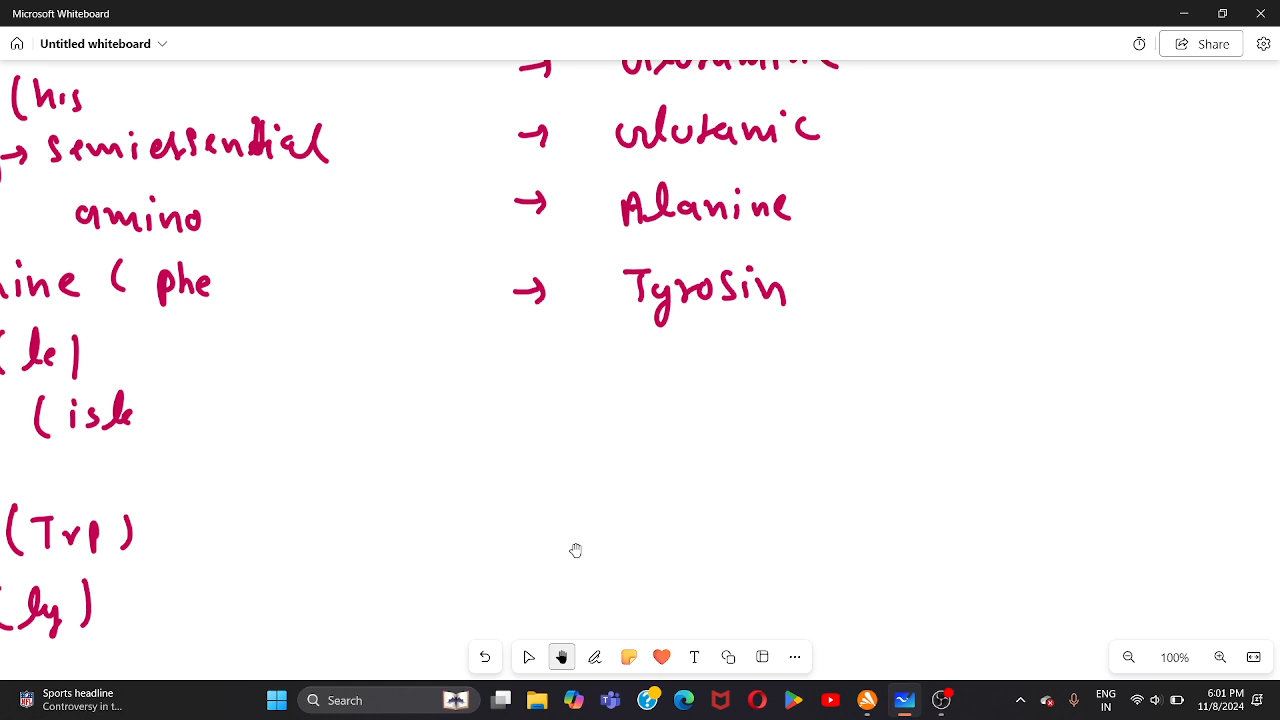 Microsoft Whiteboard
Untitled whiteboard
Share
(his
→ semiessential
amino
nine ( phe
( le)
( isle
(Trp)
(ly)
→
→ Glutamic
→ Alanine
→ Tyrosin
100%
Sports headline
Controversy in t...
Search
ENG
IN
6:01 PM
11/8/2024